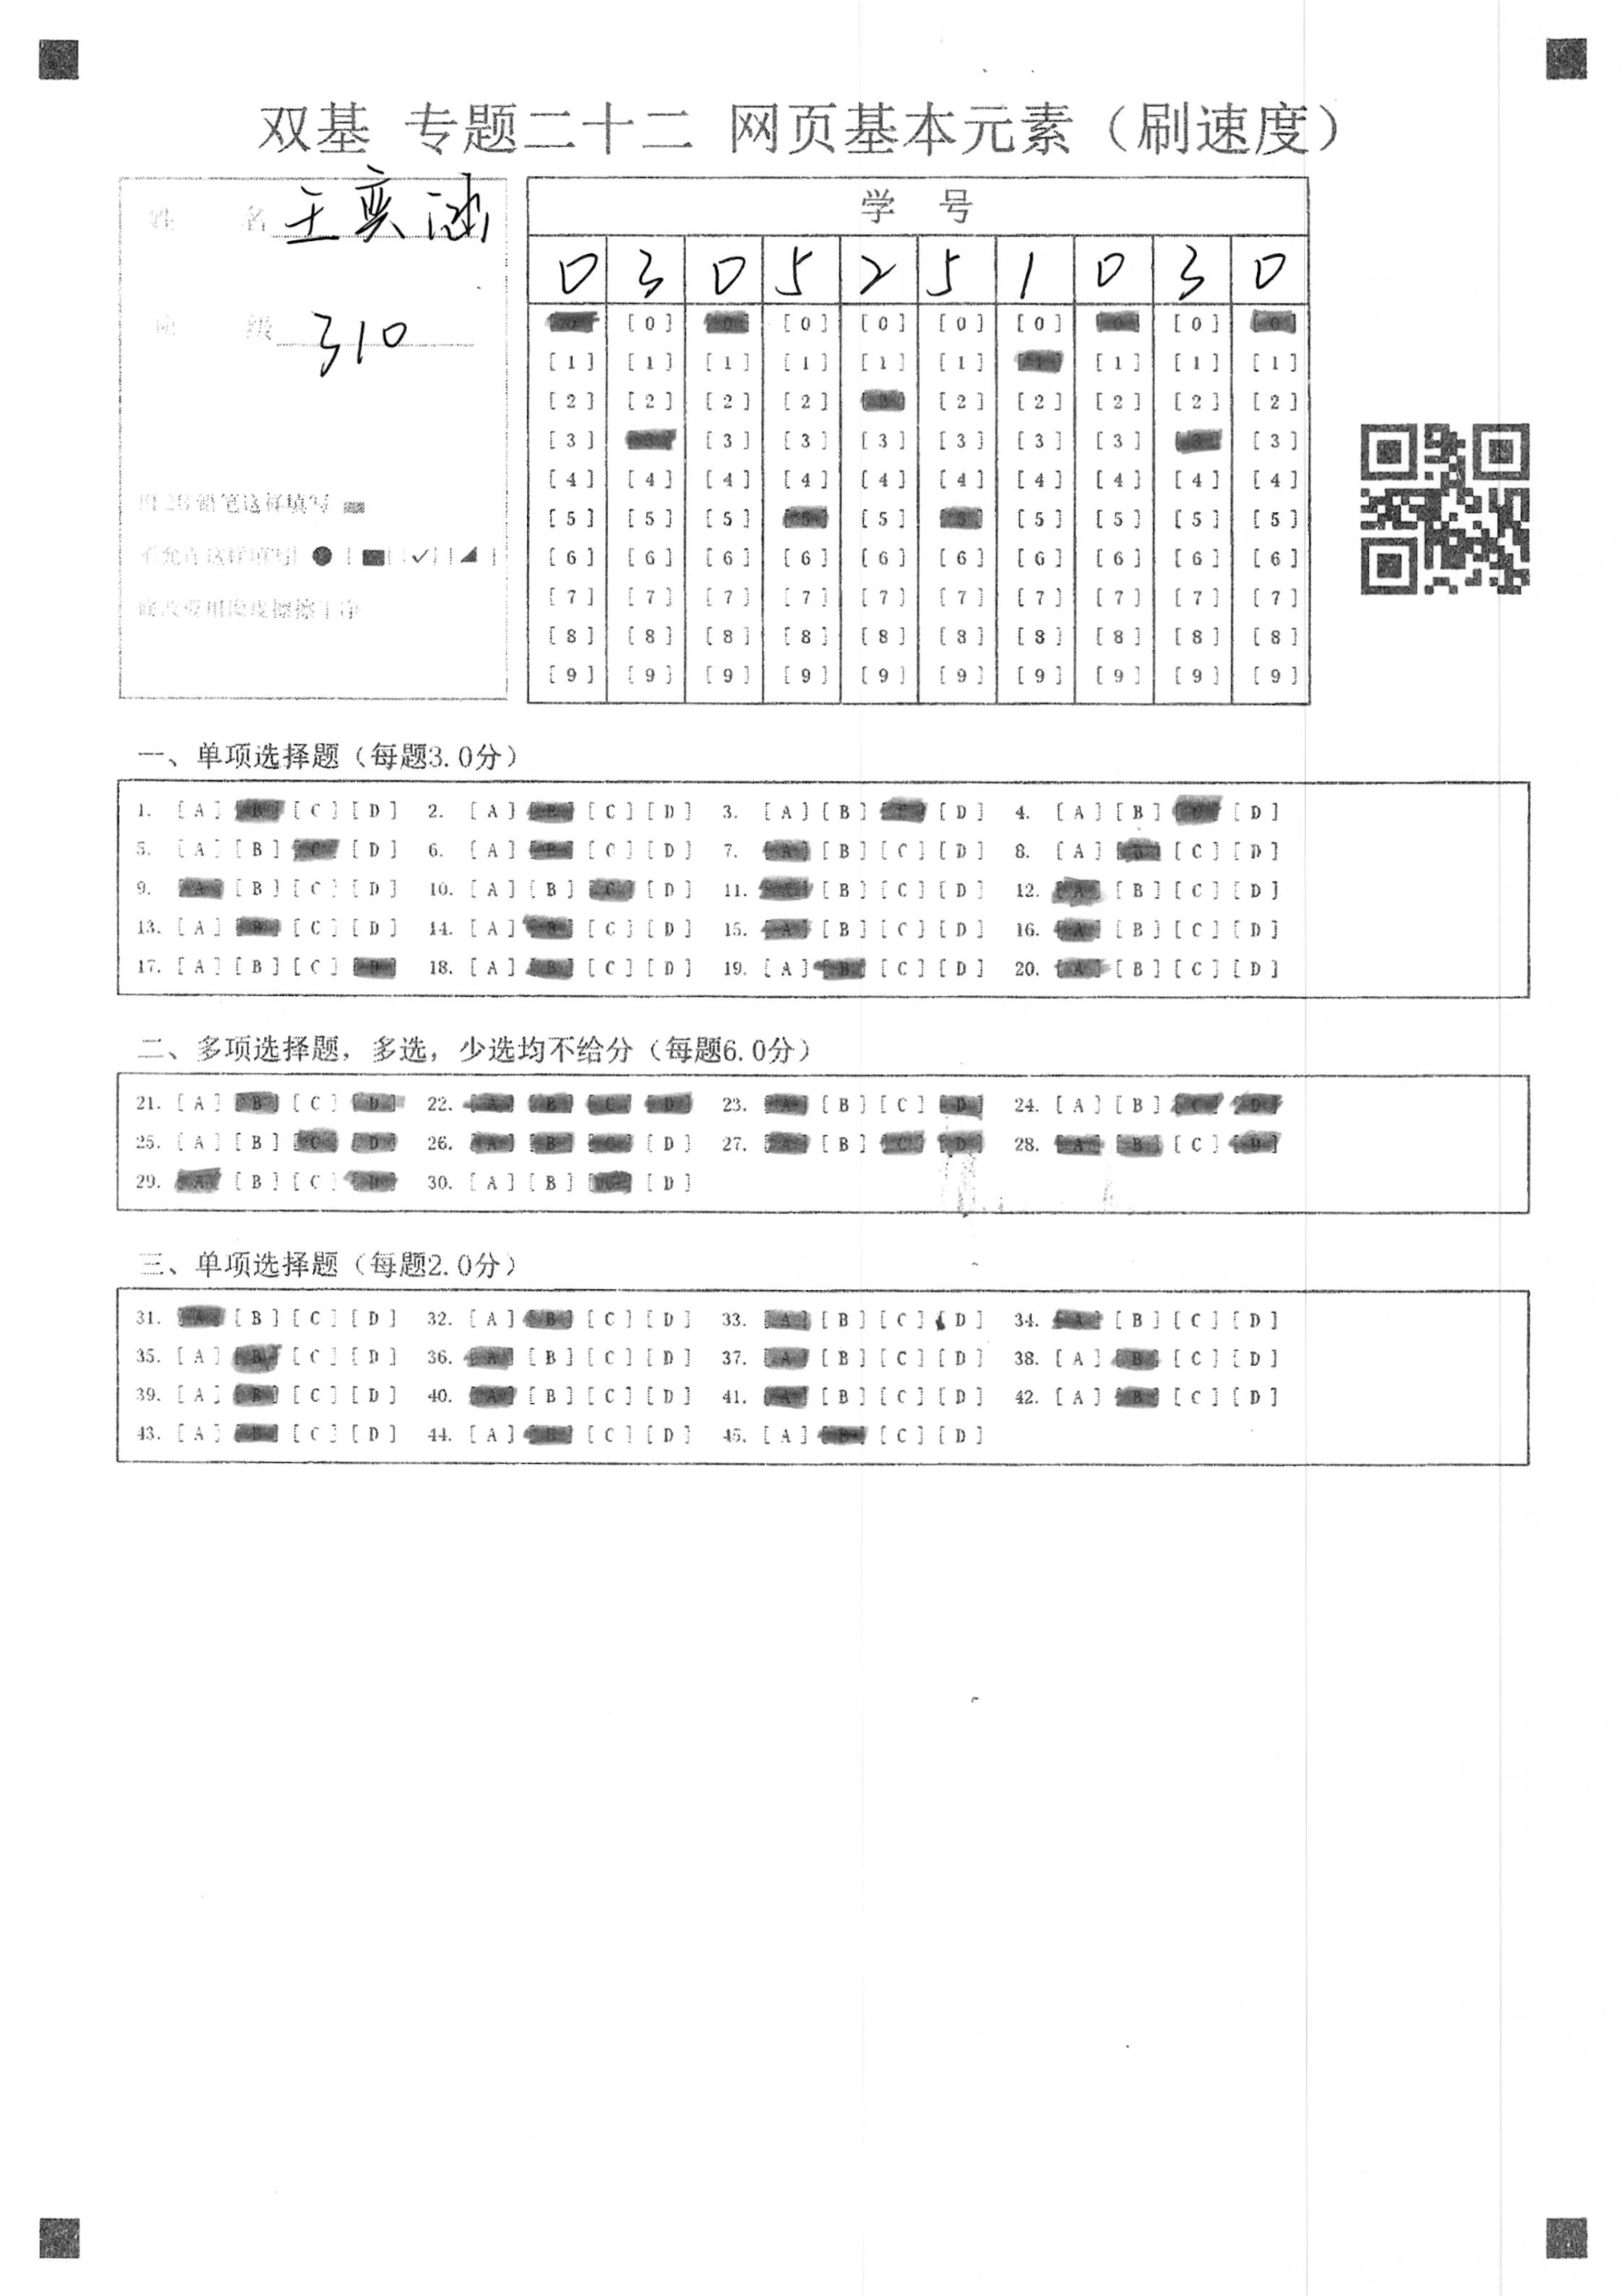 双基 专题二十二 网页基本元素（刷速度）
姓 名 王奕涵
班 级 310
用2B铅笔这样填写
不允许这样填写
修改要用橡皮擦擦干净
学 号
0 3 0 5 2 5 1 0 3 0
[0] [0] [0] [0] [0] [0]
[1] [1] [1] [1] [1] [1] [1] [1] [1]
[2] [2] [2] [2] [2] [2] [2] [2] [2]
[3] [3] [3] [3] [3] [3] [3] [3]
[4] [4] [4] [4] [4] [4] [4] [4] [4] [4]
[5] [5] [5] [5] [5] [5] [5] [5]
[6] [6] [6] [6] [6] [6] [6] [6] [6] [6]
[7] [7] [7] [7] [7] [7] [7] [7] [7] [7]
[8] [8] [8] [8] [8] [8] [8] [8] [8] [8]
[9] [9] [9] [9] [9] [9] [9] [9] [9] [9]
一、单项选择题（每题3.0分）
1. [A] [B] [C] [D] 2. [A] [B] [C] [D] 3. [A] [B] [C] [D] 4. [A] [B] [C] [D]
5. [A] [B] [C] [D] 6. [A] [B] [C] [D] 7. [A] [B] [C] [D] 8. [A] [B] [C] [D]
9. [A] [B] [C] [D] 10. [A] [B] [C] [D] 11. [A] [B] [C] [D] 12. [A] [B] [C] [D]
13. [A] [B] [C] [D] 14. [A] [B] [C] [D] 15. [A] [B] [C] [D] 16. [A] [B] [C] [D]
17. [A] [B] [C] [D] 18. [A] [B] [C] [D] 19. [A] [B] [C] [D] 20. [A] [B] [C] [D]
二、多项选择题，多选，少选均不给分（每题6.0分）
21. [A] [B] [C] [D] 22. [A] [B] [C] [D] 23. [A] [B] [C] [D] 24. [A] [B] [C] [D]
25. [A] [B] [C] [D] 26. [A] [B] [C] [D] 27. [A] [B] [C] [D] 28. [A] [B] [C] [D]
29. [A] [B] [C] [D] 30. [A] [B] [C] [D]
三、单项选择题（每题2.0分）
31. [A] [B] [C] [D] 32. [A] [B] [C] [D] 33. [A] [B] [C] [D] 34. [A] [B] [C] [D]
35. [A] [B] [C] [D] 36. [A] [B] [C] [D] 37. [A] [B] [C] [D] 38. [A] [B] [C] [D]
39. [A] [B] [C] [D] 40. [A] [B] [C] [D] 41. [A] [B] [C] [D] 42. [A] [B] [C] [D]
43. [A] [B] [C] [D] 44. [A] [B] [C] [D] 45. [A] [B] [C] [D]